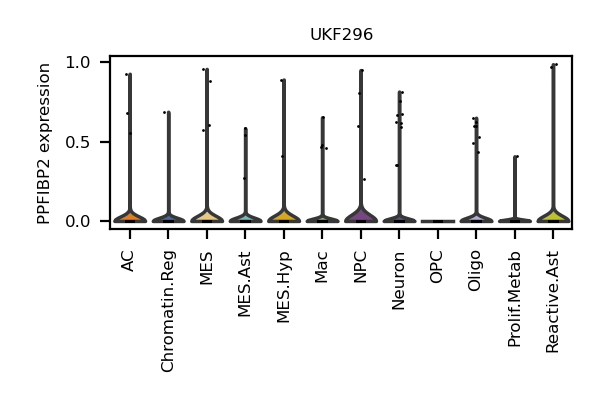 UKF296
PPFIBP2 expression
1.0
0.5
0.0
AC
Chromatin.Reg
MES
MES.Ast
MES.Hyp
Mac
NPC
Neuron
OPC
Oligo
Prolif.Metab
Reactive.Ast